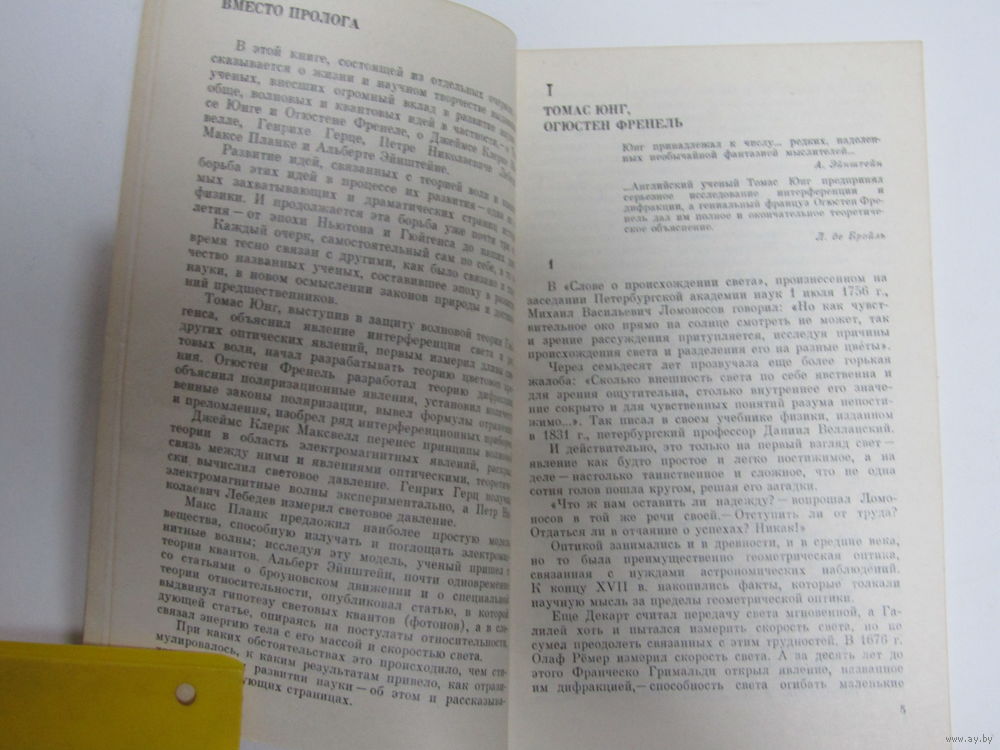 ВМЕСТО ПРОЛОГА
В этой книге, состоящей из отдельных
сказывается о жизни и научном творчестве
ученых, внесших огромный вклад в развитие
обще, волновых и квантовых идей в частности,—
се Юнге и Огюстене Френеле, о Джеймсе Клерке
велле, Генрихе Герце, Петре Николаевиче
Максе Планке и Альберте Эйнштейне.
Развитие идей, связанных с теорией волн и
борьба этих идей в процессе их развития — одна из
мых захватывающих и драматических страниц
физики. И продолжается эта борьба уже почти три
летия — от эпохи Ньютона и Гюйгенса до наших
Каждый очерк, самостоятельный сам по себе, в то
время тесно связан с другими, как было связано и
чество названных ученых, составившее эпоху в
науки, в новом осмыслении законов природы и
ний предшественников.
Томас Юнг, выступив в защиту волновой теории
генса, объяснил явление интерференции света и
других оптических явлений, первым измерил длины
товых волн, начал разрабатывать теорию цветового
ния. Огюстен Френель разработал теорию
объяснил поляризационные явления, установил
венные законы поляризации, вывел формулы
и преломления, изобрел ряд интерференционных
Джеймс Клерк Максвелл перенес принципы
теории в область электромагнитных явлений,
связь между ними и явлениями оптическими,
ски вычислил световое давление. Генрих Герц
электромагнитные волны экспериментально, а Петр
колаевич Лебедев измерил световое давление.
Макс Планк предложил наиболее простую
вещества, способную излучать и поглощать
нитные волны; исследуя эту модель, ученый пришел с
теории квантов. Альберт Эйнштейн, почти одновременно
со статьями о броуновском движении и о специальной
теории относительности, опубликовал статью, в которой
выдвинул гипотезу световых квантов (фотонов), а в
дующей статье, опираясь на постулаты относительности,
связал энергию тела с его массой и скоростью света.
При каких обстоятельствах это происходило, чем
мулировалось, к каким результатам привело, как
развитии науки — об этом и
страницах.
I
ТОМАС ЮНГ,
ОГЮСТЕН ФРЕНЕЛЬ
Юнг принадлежал к числу... редких, наделен-
ных необычайной фантазией мыслителей...
А. Эйнштейн
...Английский ученый Томас Юнг предпринял
серьезное исследование интерференции и
дифракции, а гениальный француз Огюстен Фре-
нель дал им полное и окончательное теоретиче-
ское объяснение.
Л. де Бройль
1
В «Слове о происхождении света», произнесенном на
заседании Петербургской академии наук 1 июля 1756 г.,
Михаил Васильевич Ломоносов говорил: «Но как чувст-
вительное око прямо на солнце смотреть не может, так
и зрение рассуждения притупляется, исследуя причины
происхождения света и разделения его на разные цвéты».
Через семьдесят лет прозвучала еще более горькая
жалоба: «Сколько внешность света по себе явственна и
для зрения ощутительна, столько внутреннее его значе-
ние сокрыто и для чувственных понятий разума непости-
жимо...». Так писал в своем учебнике физики, изданном
в 1831 г., петербургский профессор Даниил Велланский.
И действительно, это только на первый взгляд свет —
явление как будто простое и легко постижимое, а на
деле — настолько таинственное и сложное, что не одна
сотня голов пошла кругом, решая его загадки.
«Что ж нам оставить ли надежду? — вопрошал Ломо-
носов в той же речи своей.— Отступить ли от труда?
Отдаться ли в отчаяние о успехах? Никак!»
Оптикой занимались и в древности, и в средние века,
но то была преимущественно геометрическая оптика,
связанная с нуждами астрономических наблюдений.
К концу XVII в. накопились факты, которые толкали
научную мысль за пределы геометрической оптики.
Еще Декарт считал передачу света мгновенной, а Га-
лилей хоть и пытался измерить скорость света, но не
сумел преодолеть связанных с этим трудностей. В 1676 г.
Олаф Рёмер измерил скорость света. А за десять лет до
этого Франческо Гримальди открыл явление, названное
им дифракцией,— способность света огибать маленькие
5
www.ay.by